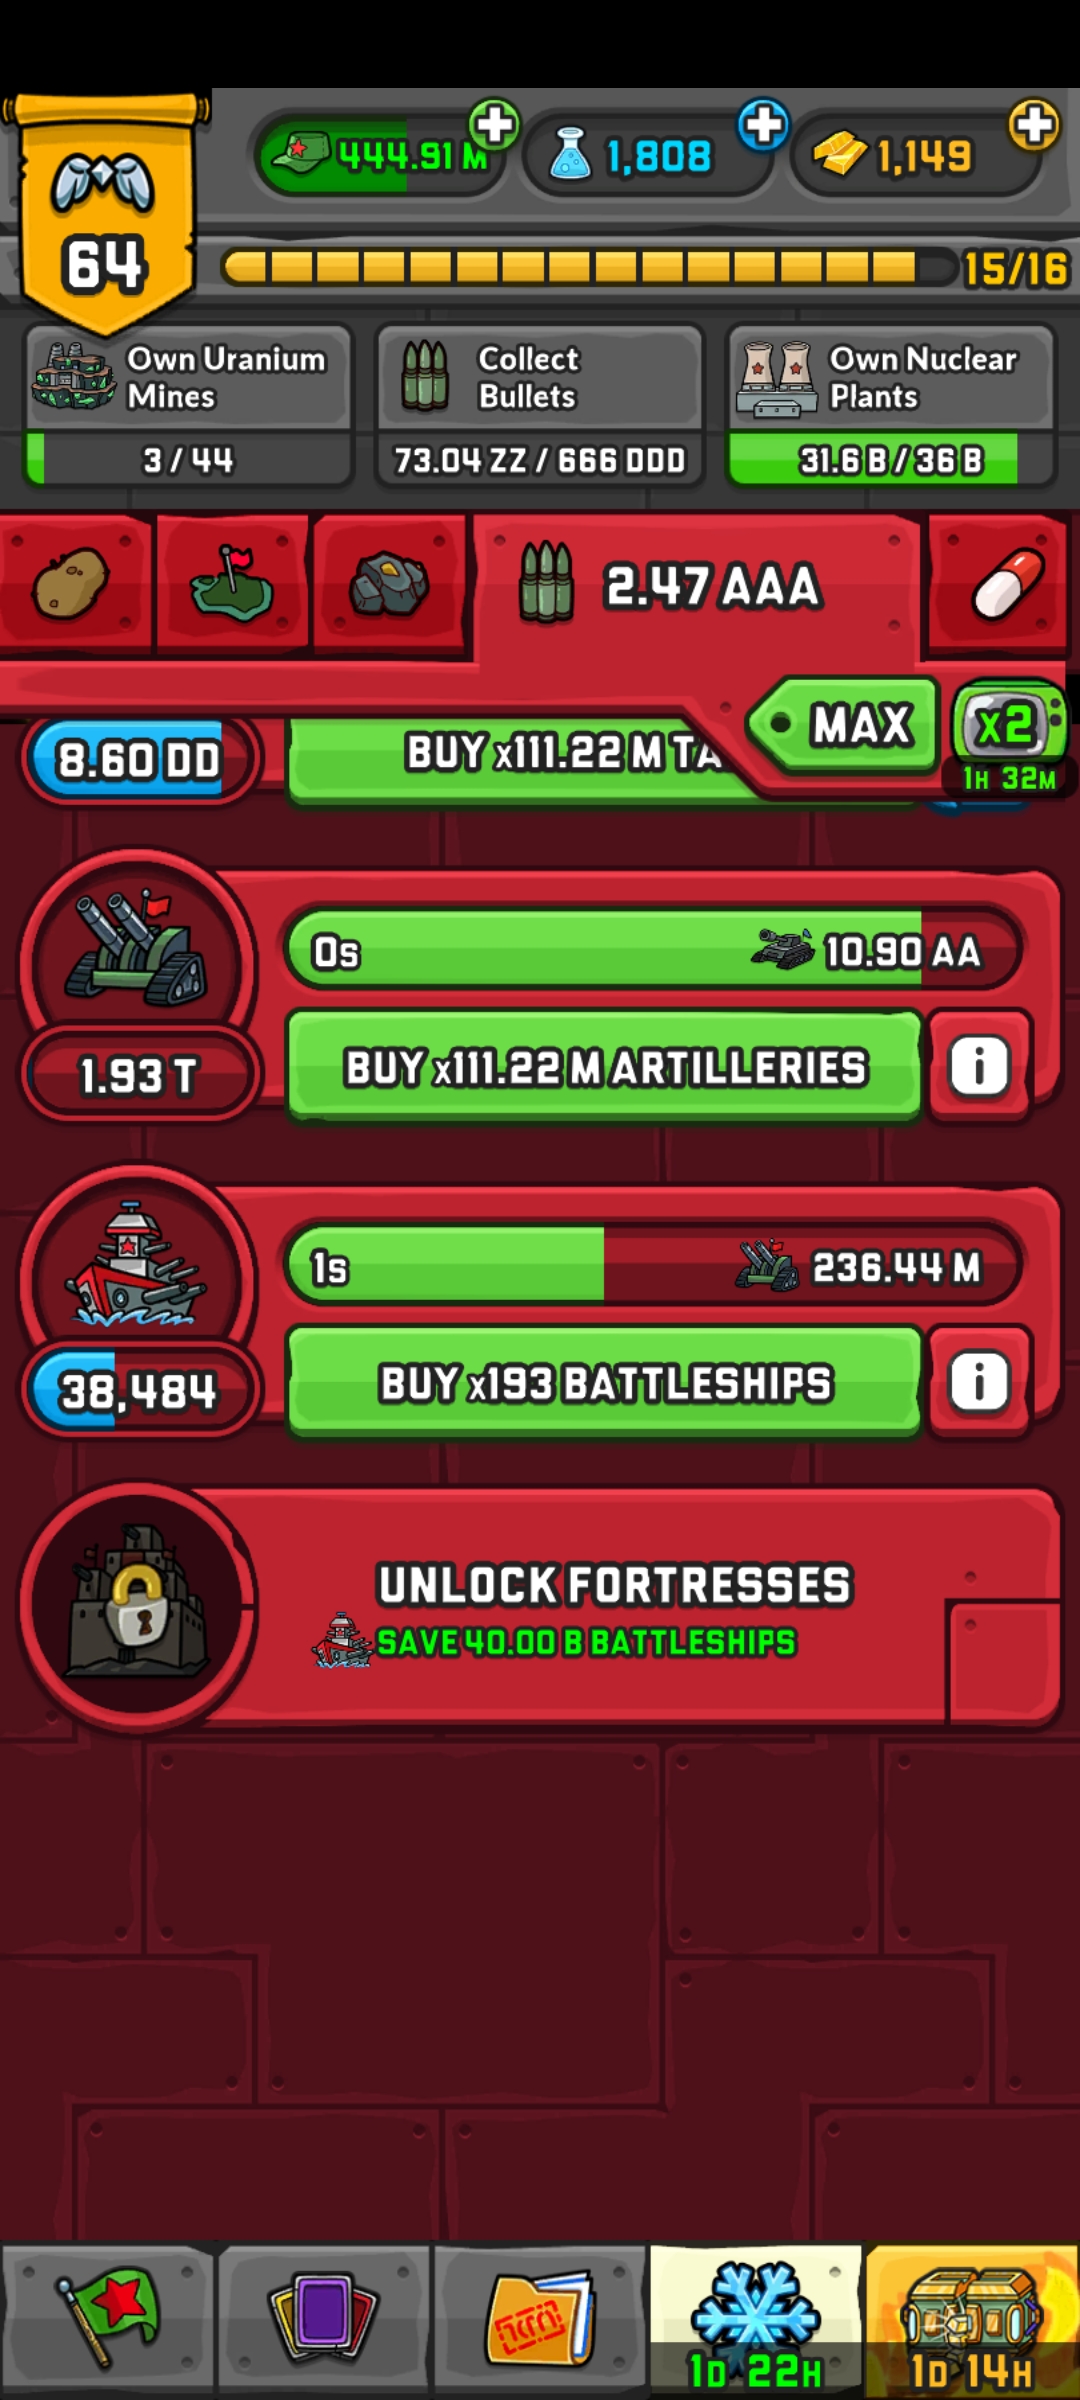 444.91 M
1,808
1,149
64
15/16
Own Uranium
Mines
3 / 44
Collect
Bullets
73.04 ZZ / 666 DDD
Own Nuclear
Plants
31.6 B / 36 B
2.47 AAA
MAX
x2
1H 32M
8.60 DD
BUY x111.22 M TA
0s
10.90 AA
1.93 T
BUY x111.22 M ARTILLERIES
i
1s
236.44 M
38,484
BUY x193 BATTLESHIPS
i
UNLOCK FORTRESSES
SAVE 40.00 B BATTLESHIPS
1D 22H
1D 14H